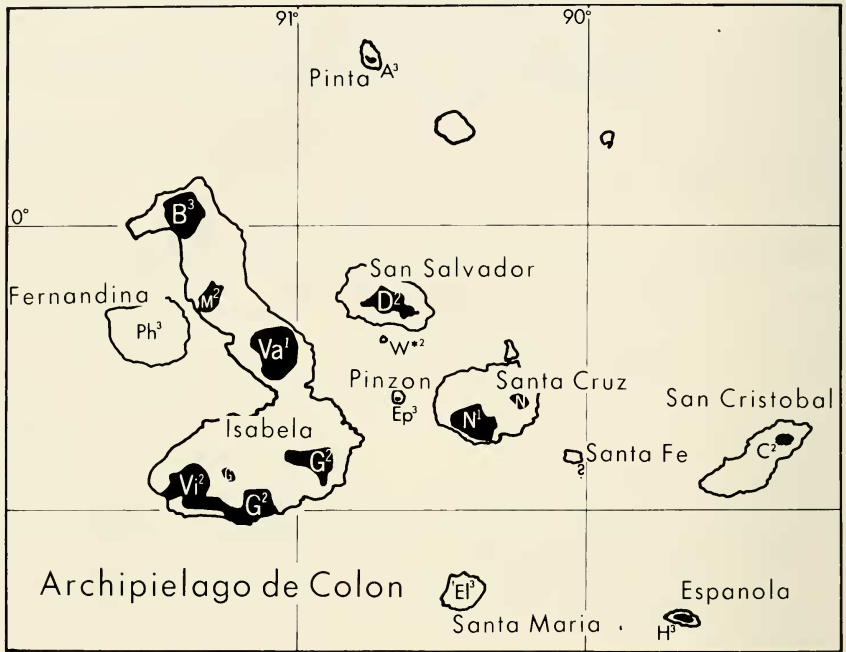 91°
90°
Pinta
A³
B³
0°
San Salvador
Fernandina
M²
D²
Ph³
Va¹
W*²
Pinzon
Santa Cruz
Ep³
N
San Cristobal
N¹
Isabela
C²
G²
Santa Fe
?
Vi²
G
G²
Archipielago de Colon
El³
Espanola
Santa Maria
H³